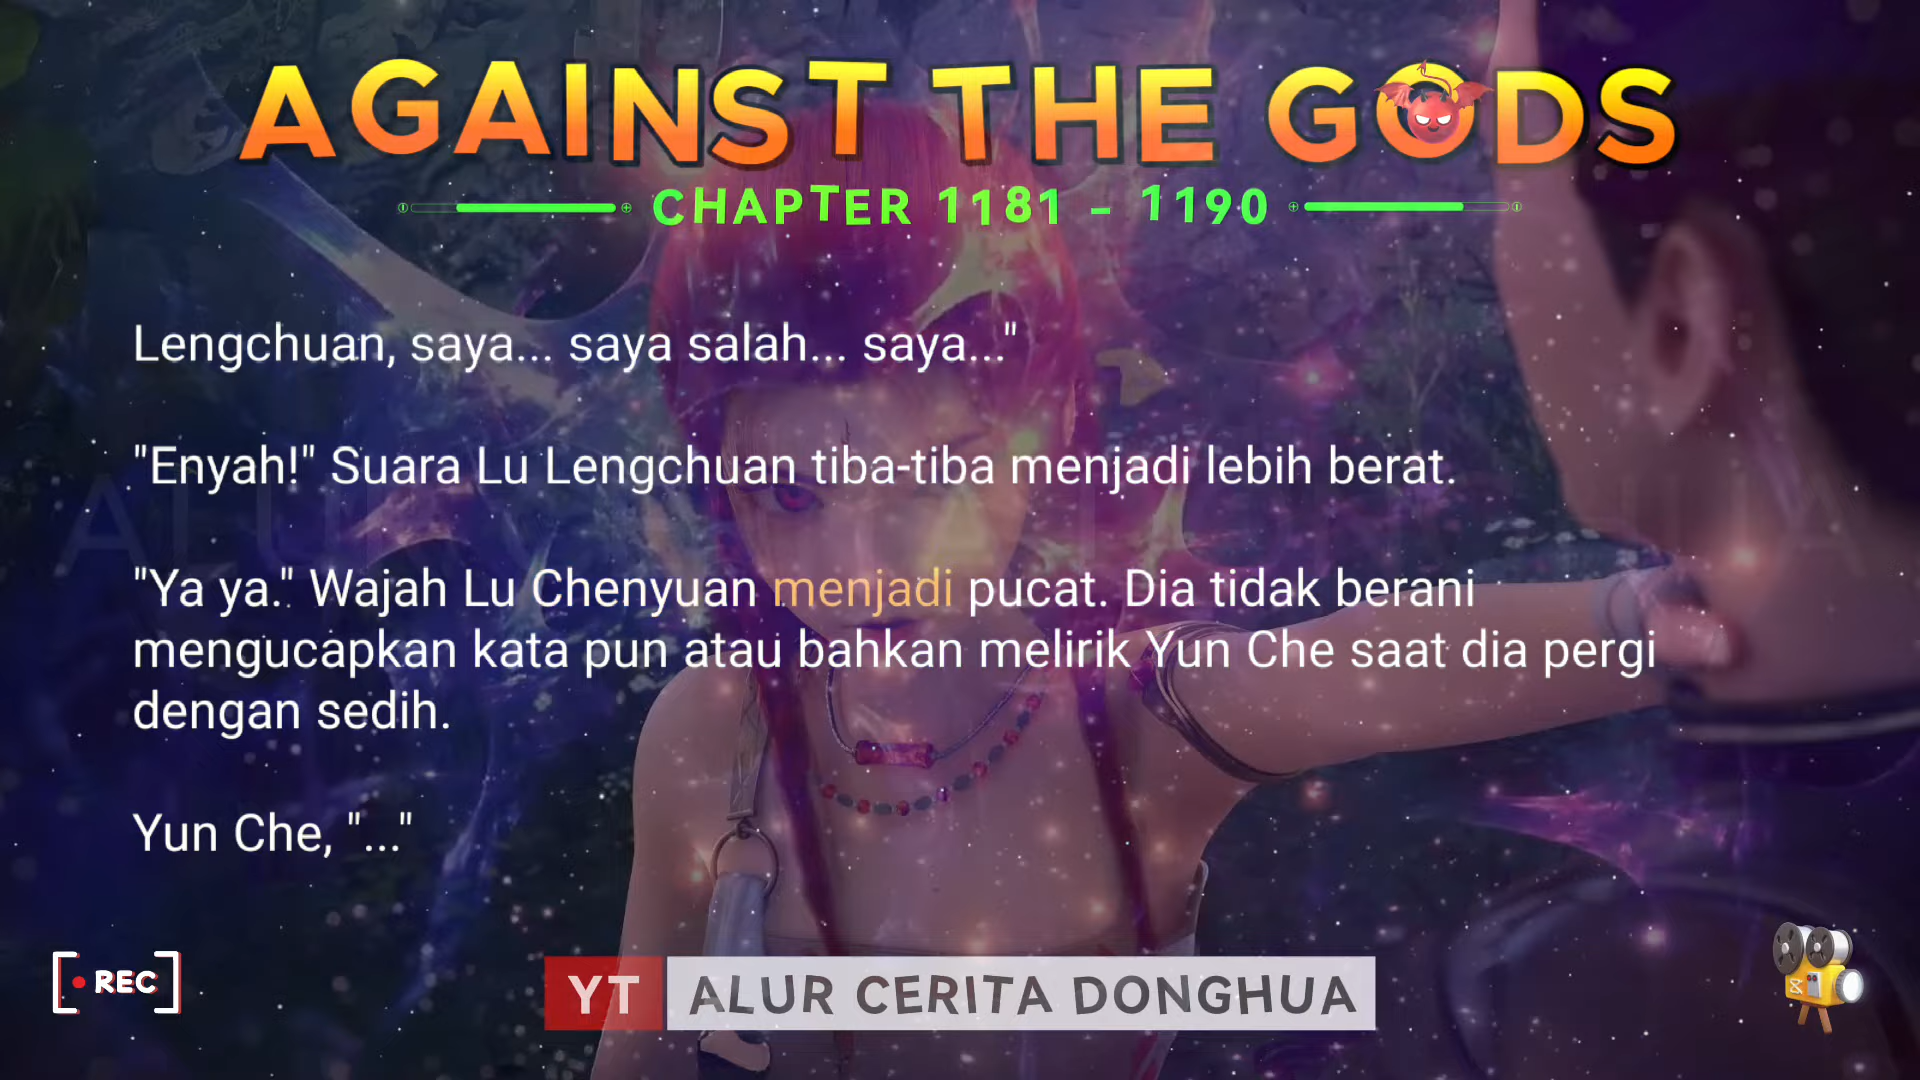 AGAINST THE GODS
CHAPTER 1181 - 1190
Lengchuan, saya... saya salah... saya..."
"Enyah!" Suara Lu Lengchuan tiba-tiba menjadi lebih berat.
"Ya ya." Wajah Lu Chenyuan menjadi pucat. Dia tidak berani
mengucapkan kata pun atau bahkan melirik Yun Che saat dia pergi
dengan sedih.
Yun Che, "..."
REC
YT ALUR CERITA DONGHUA